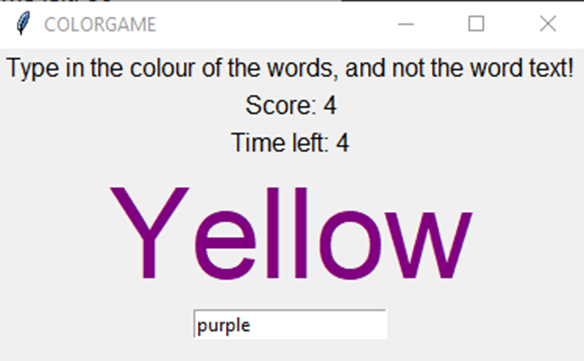 COLORGAME
Type in the colour of the words, and not the word text!
Score: 4
Time left: 4
Yellow
purple